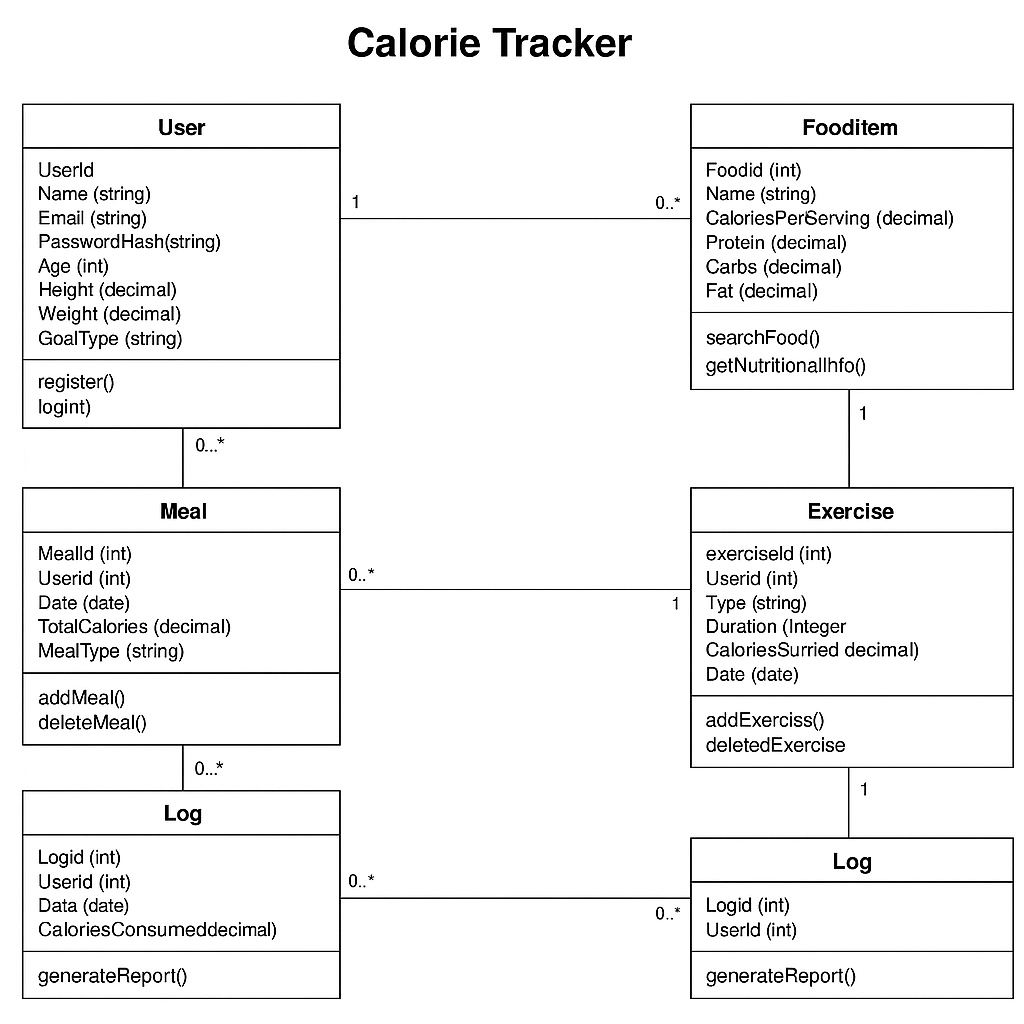 Calorie Tracker
User
UserId
Name (string)
Email (string)
PasswordHash(string)
Age (int)
Height (decimal)
Weight (decimal)
GoalType (string)
register()
logint)
1
0..*
Fooditem
Foodid (int)
Name (string)
CaloriesPerServing (decimal)
Protein (decimal)
Carbs (decimal)
Fat (decimal)
searchFood()
getNutritionalIhfo()
0...*
1
Meal
MealId (int)
Userid (int)
Date (date)
TotalCalories (decimal)
MealType (string)
addMeal()
deleteMeal()
0..*
1
Exercise
exerciseId (int)
Userid (int)
Type (string)
Duration (Integer
CaloriesSurried decimal)
Date (date)
addExerciss()
deletedExercise
0...*
1
Log
Logid (int)
Userid (int)
Data (date)
CaloriesConsumeddecimal)
generateReport()
0..*
0..*
Log
Logid (int)
UserId (int)
generateReport()